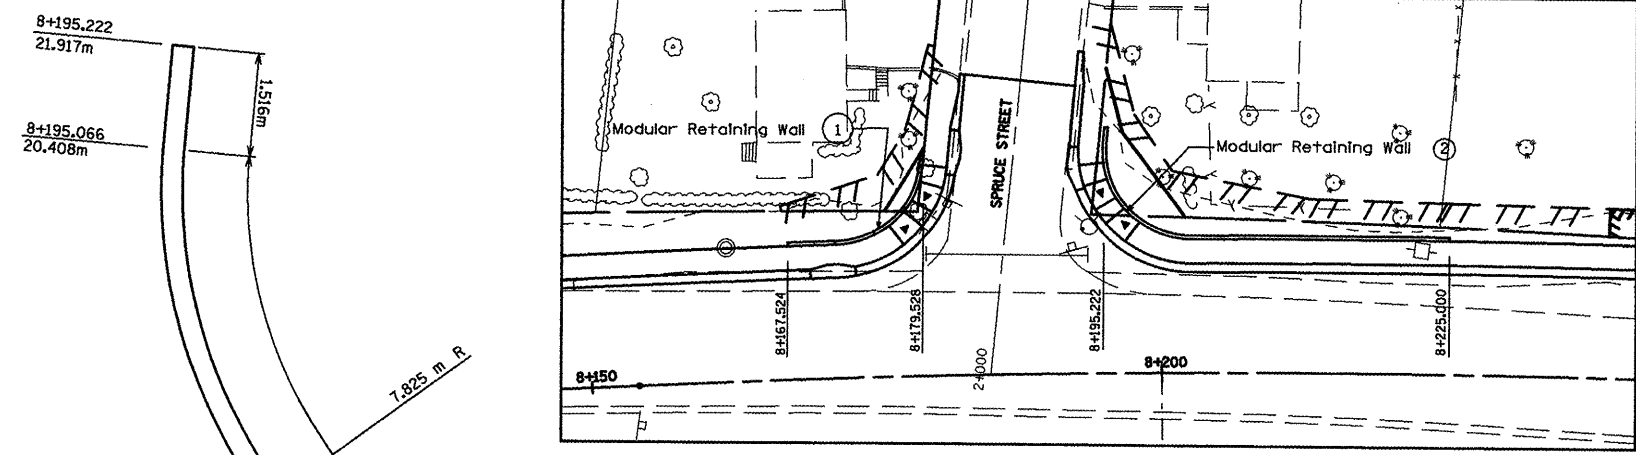 8+195.222
21.917m
1.516m
8+195.066
20.408m
7.825 m R
Modular Retaining Wall 1
SPRUCE STREET
Modular Retaining Wall 2
8+167.524
8+179.528
8+195.222
8+225.000
8+150
2+000
8+200